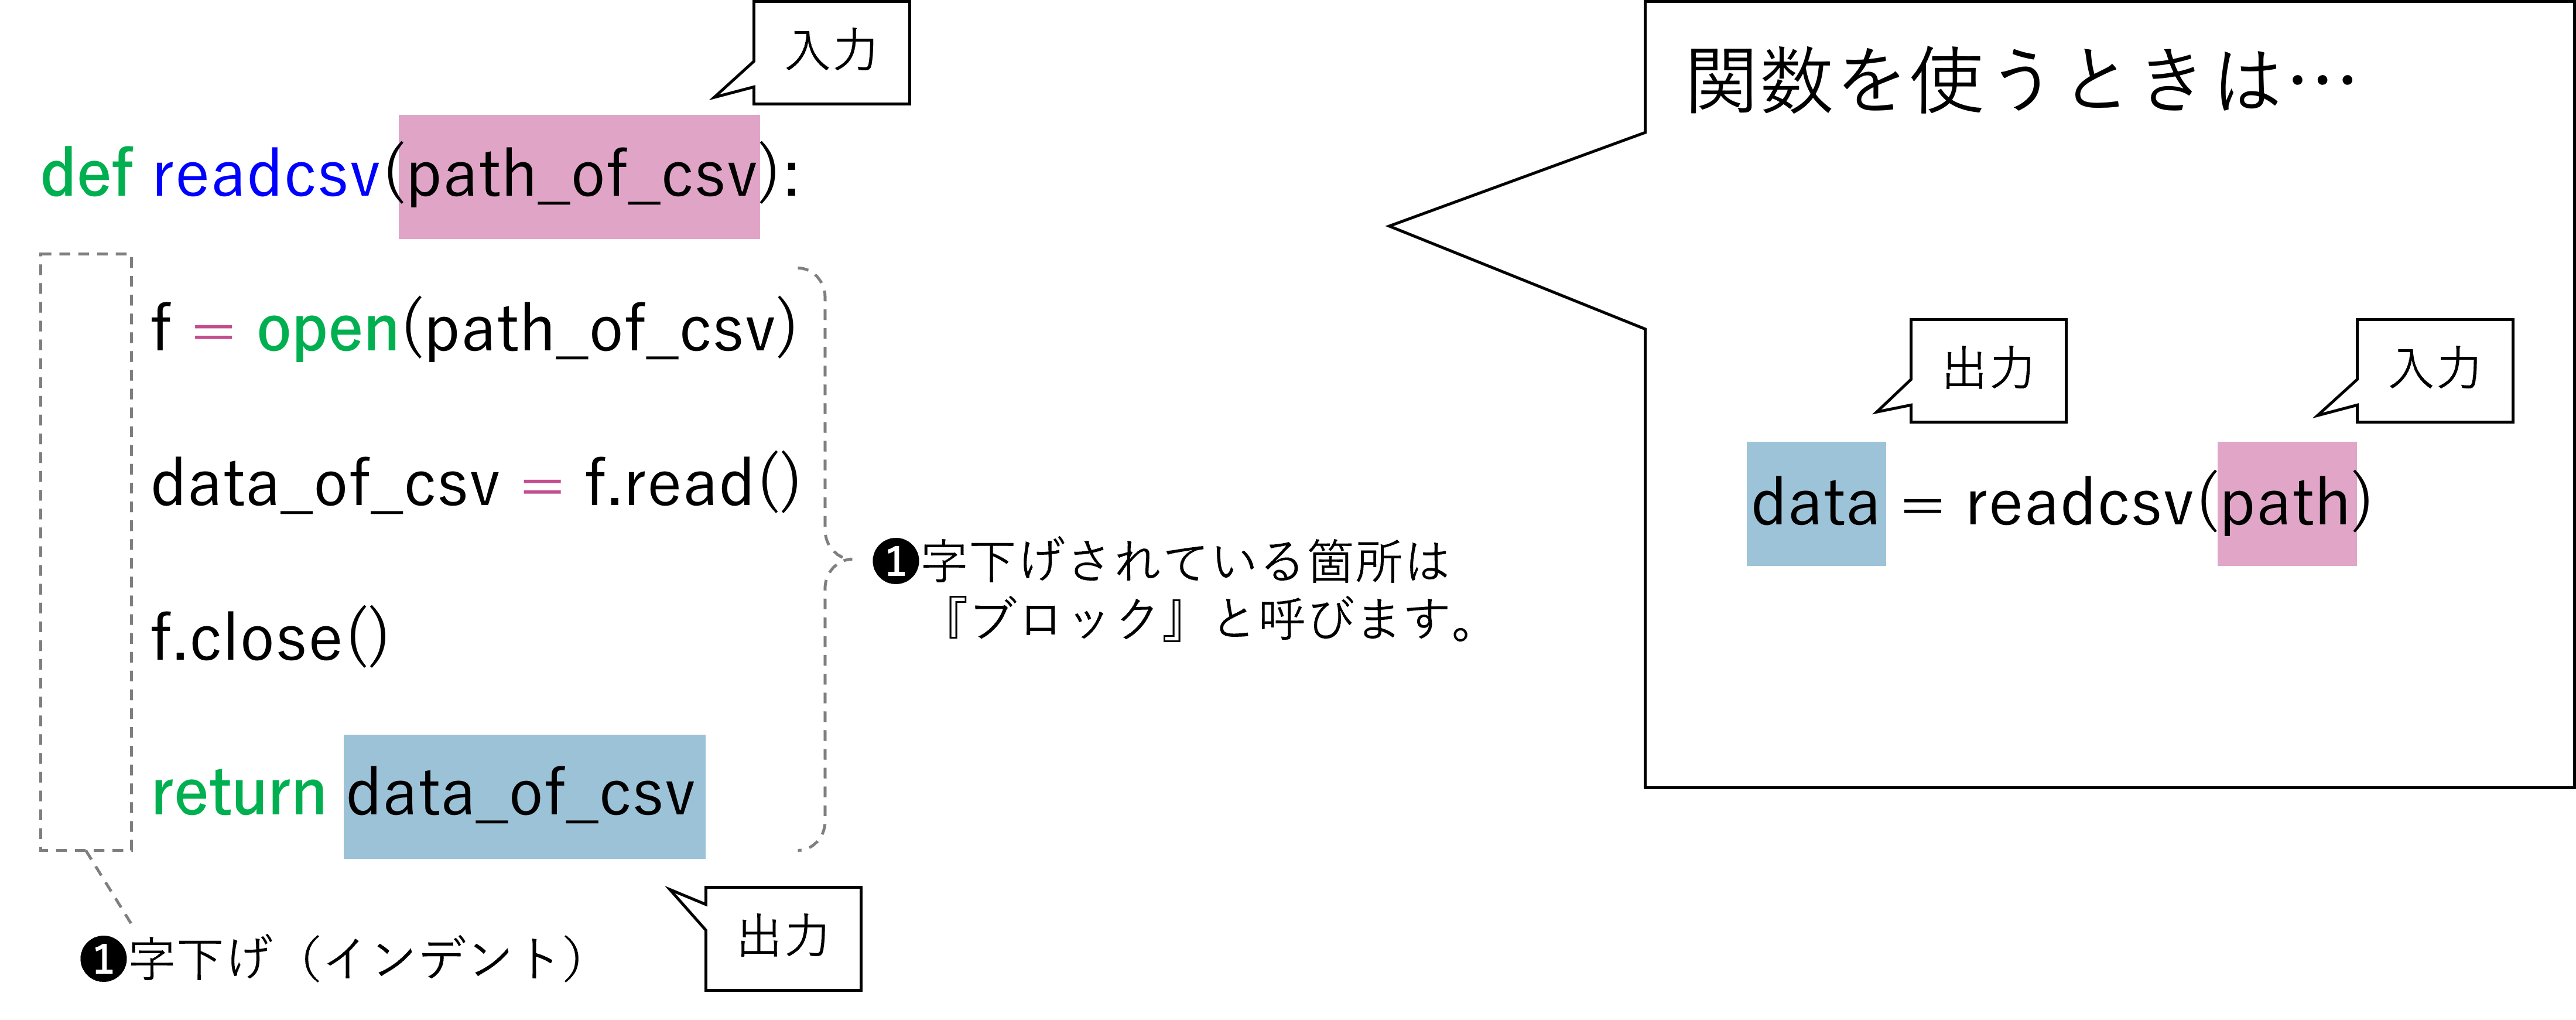 入力
def readcsv(path_of_csv):
f = open(path_of_csv)
data_of_csv = f.read()
f.close()
return data_of_csv
出力
❶字下げ（インデント）
❶字下げされている箇所は
『ブロック』と呼びます。
関数を使うときは…
出力
入力
data = readcsv(path)